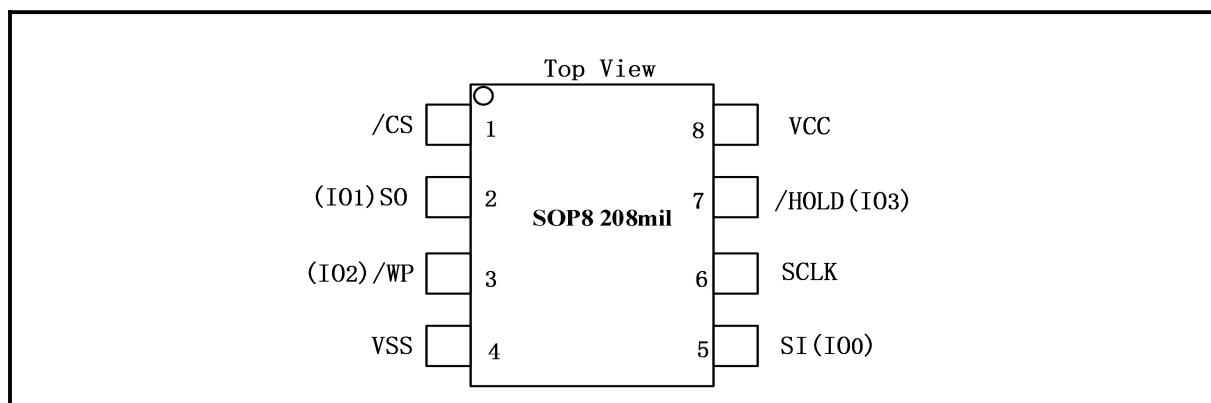 Top View
/CS 1 8 VCC
(IO1)SO 2 7 /HOLD(IO3)
SOP8 208mil
(IO2)/WP 3 6 SCLK
VSS 4 5 SI(IO0)